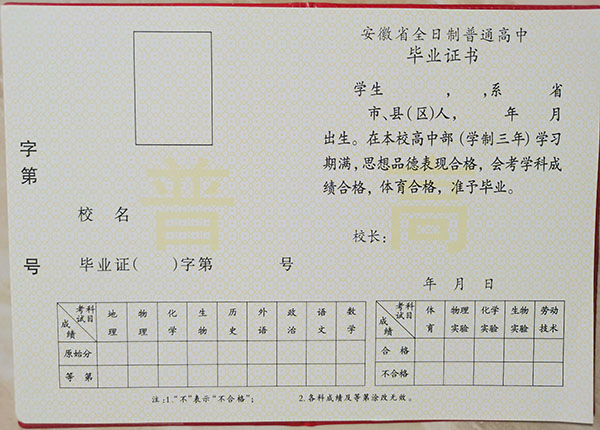 字第 号
校 名
毕业证( )字第 号
安徽省全日制普通高中
毕业证书
学生 , ,系 省
市、县(区)人, 年 月
出生。在本校高中部(学制三年)学习
期满,思想品德表现合格,会考学科成
绩合格,体育合格,准予毕业。
校长:
年 月 日
普 高
考试科目 成绩 地理 物理 化学 生物 历史 外语 政治 语文 数学
原始分
等 第
考试科目 成绩 体育 物理实验 化学实验 生物实验 劳动技术
合 格
不合格
注:1.“不”表示“不合格”; 2.各科成绩及等第涂改无效。